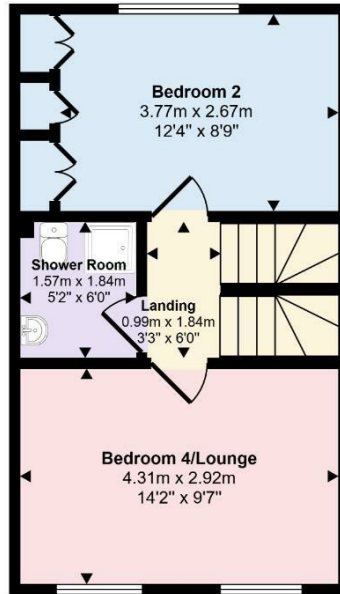 Bedroom 2
3.77m x 2.67m
12'4" x 8'9"
Shower Room
1.57m x 1.84m
5'2" x 6'0"
Landing
0.99m x 1.84m
3'3" x 6'0"
Bedroom 4/Lounge
4.31m x 2.92m
14'2" x 9'7"